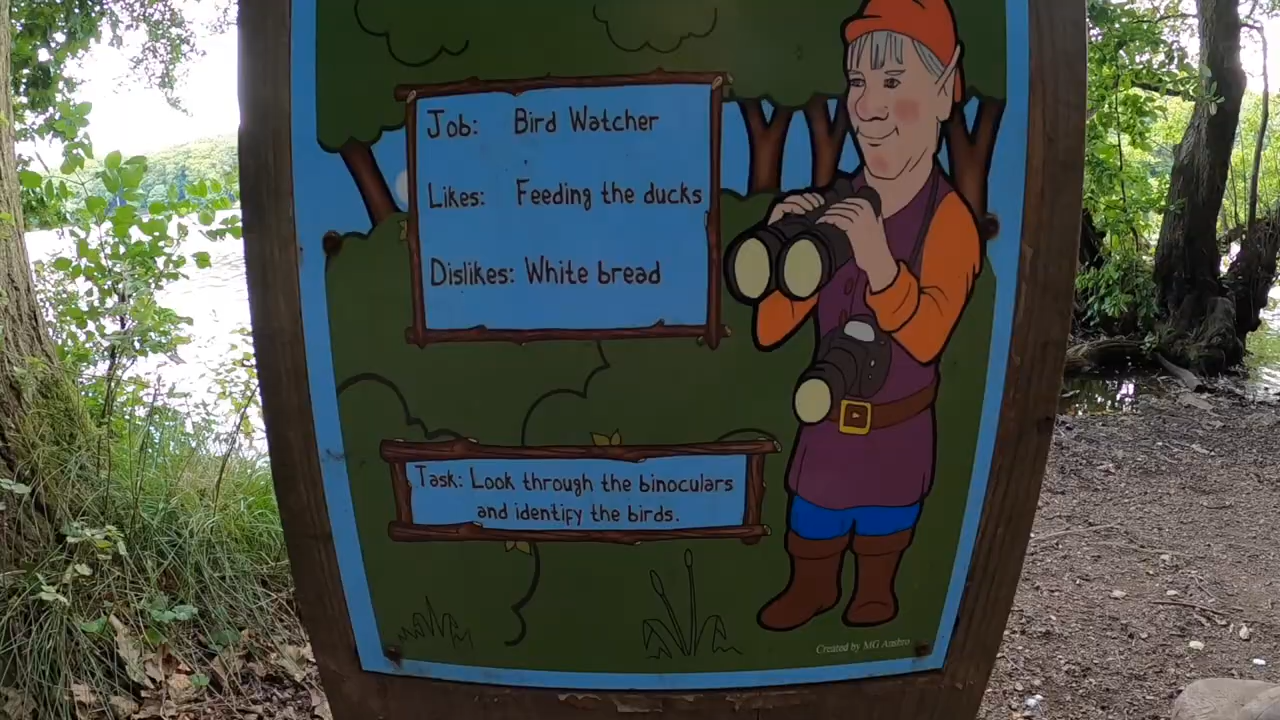 Job: Bird Watcher
Likes: Feeding the ducks
Dislikes: White bread
Task: Look through the binoculars
and identify the birds.
Created by MG